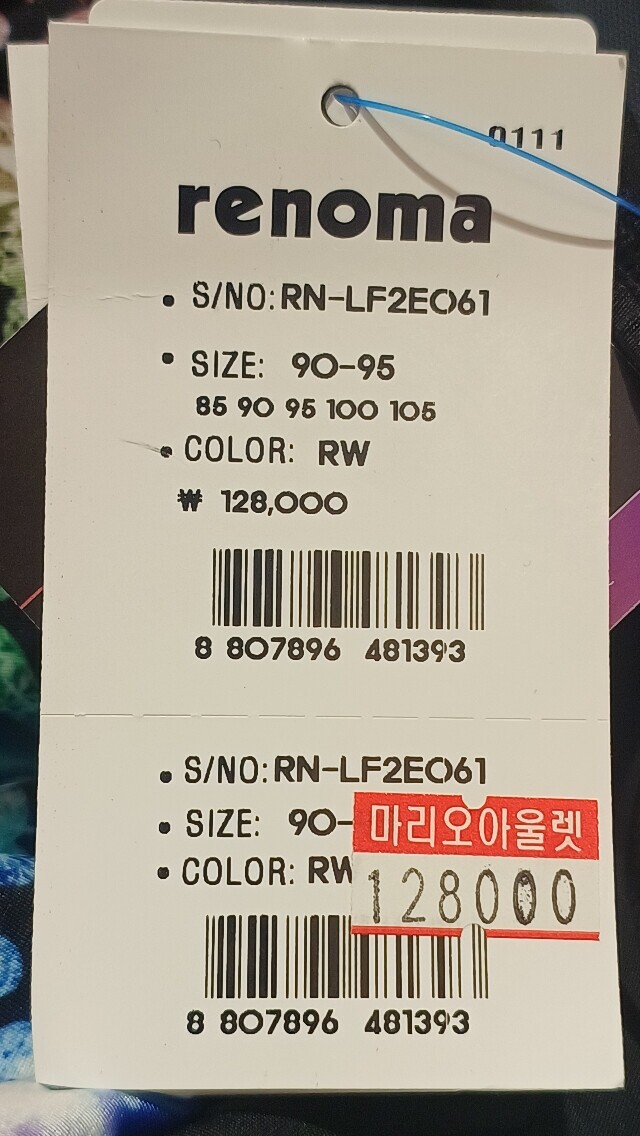 0111
renoma
• S/NO: RN-LF2E061
• SIZE: 90-95
85 90 95 100 105
• COLOR: RW
₩ 128,000
8 807896 481393
• S/NO: RN-LF2E061
• SIZE: 90-
마리오아울렛
• COLOR: RW
128000
8 807896 481393